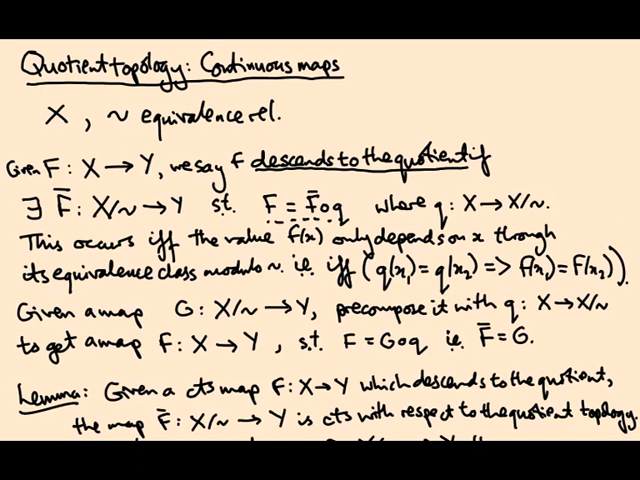 Quotient topology: Continuous maps
X, ~ equivalence rel.
Given F: X → Y, we say F descends to the quotient if
∃ F̄: X/~ → Y s.t. F = F̄∘q where q: X → X/~.
This occurs iff the value F(x) only depends on x through
its equivalence class modulo ~. i.e. iff (q(x₁) = q(x₂) => F(x₁) = F(x₂)).
Given a map G: X/~ → Y, precompose it with q: X → X/~
to get a map F: X → Y, s.t. F = G∘q i.e. F̄ = G.
Lemma: Given a cts map F: X → Y which descends to the quotient,
the map F̄: X/~ → Y is cts with respect to the quotient topology.